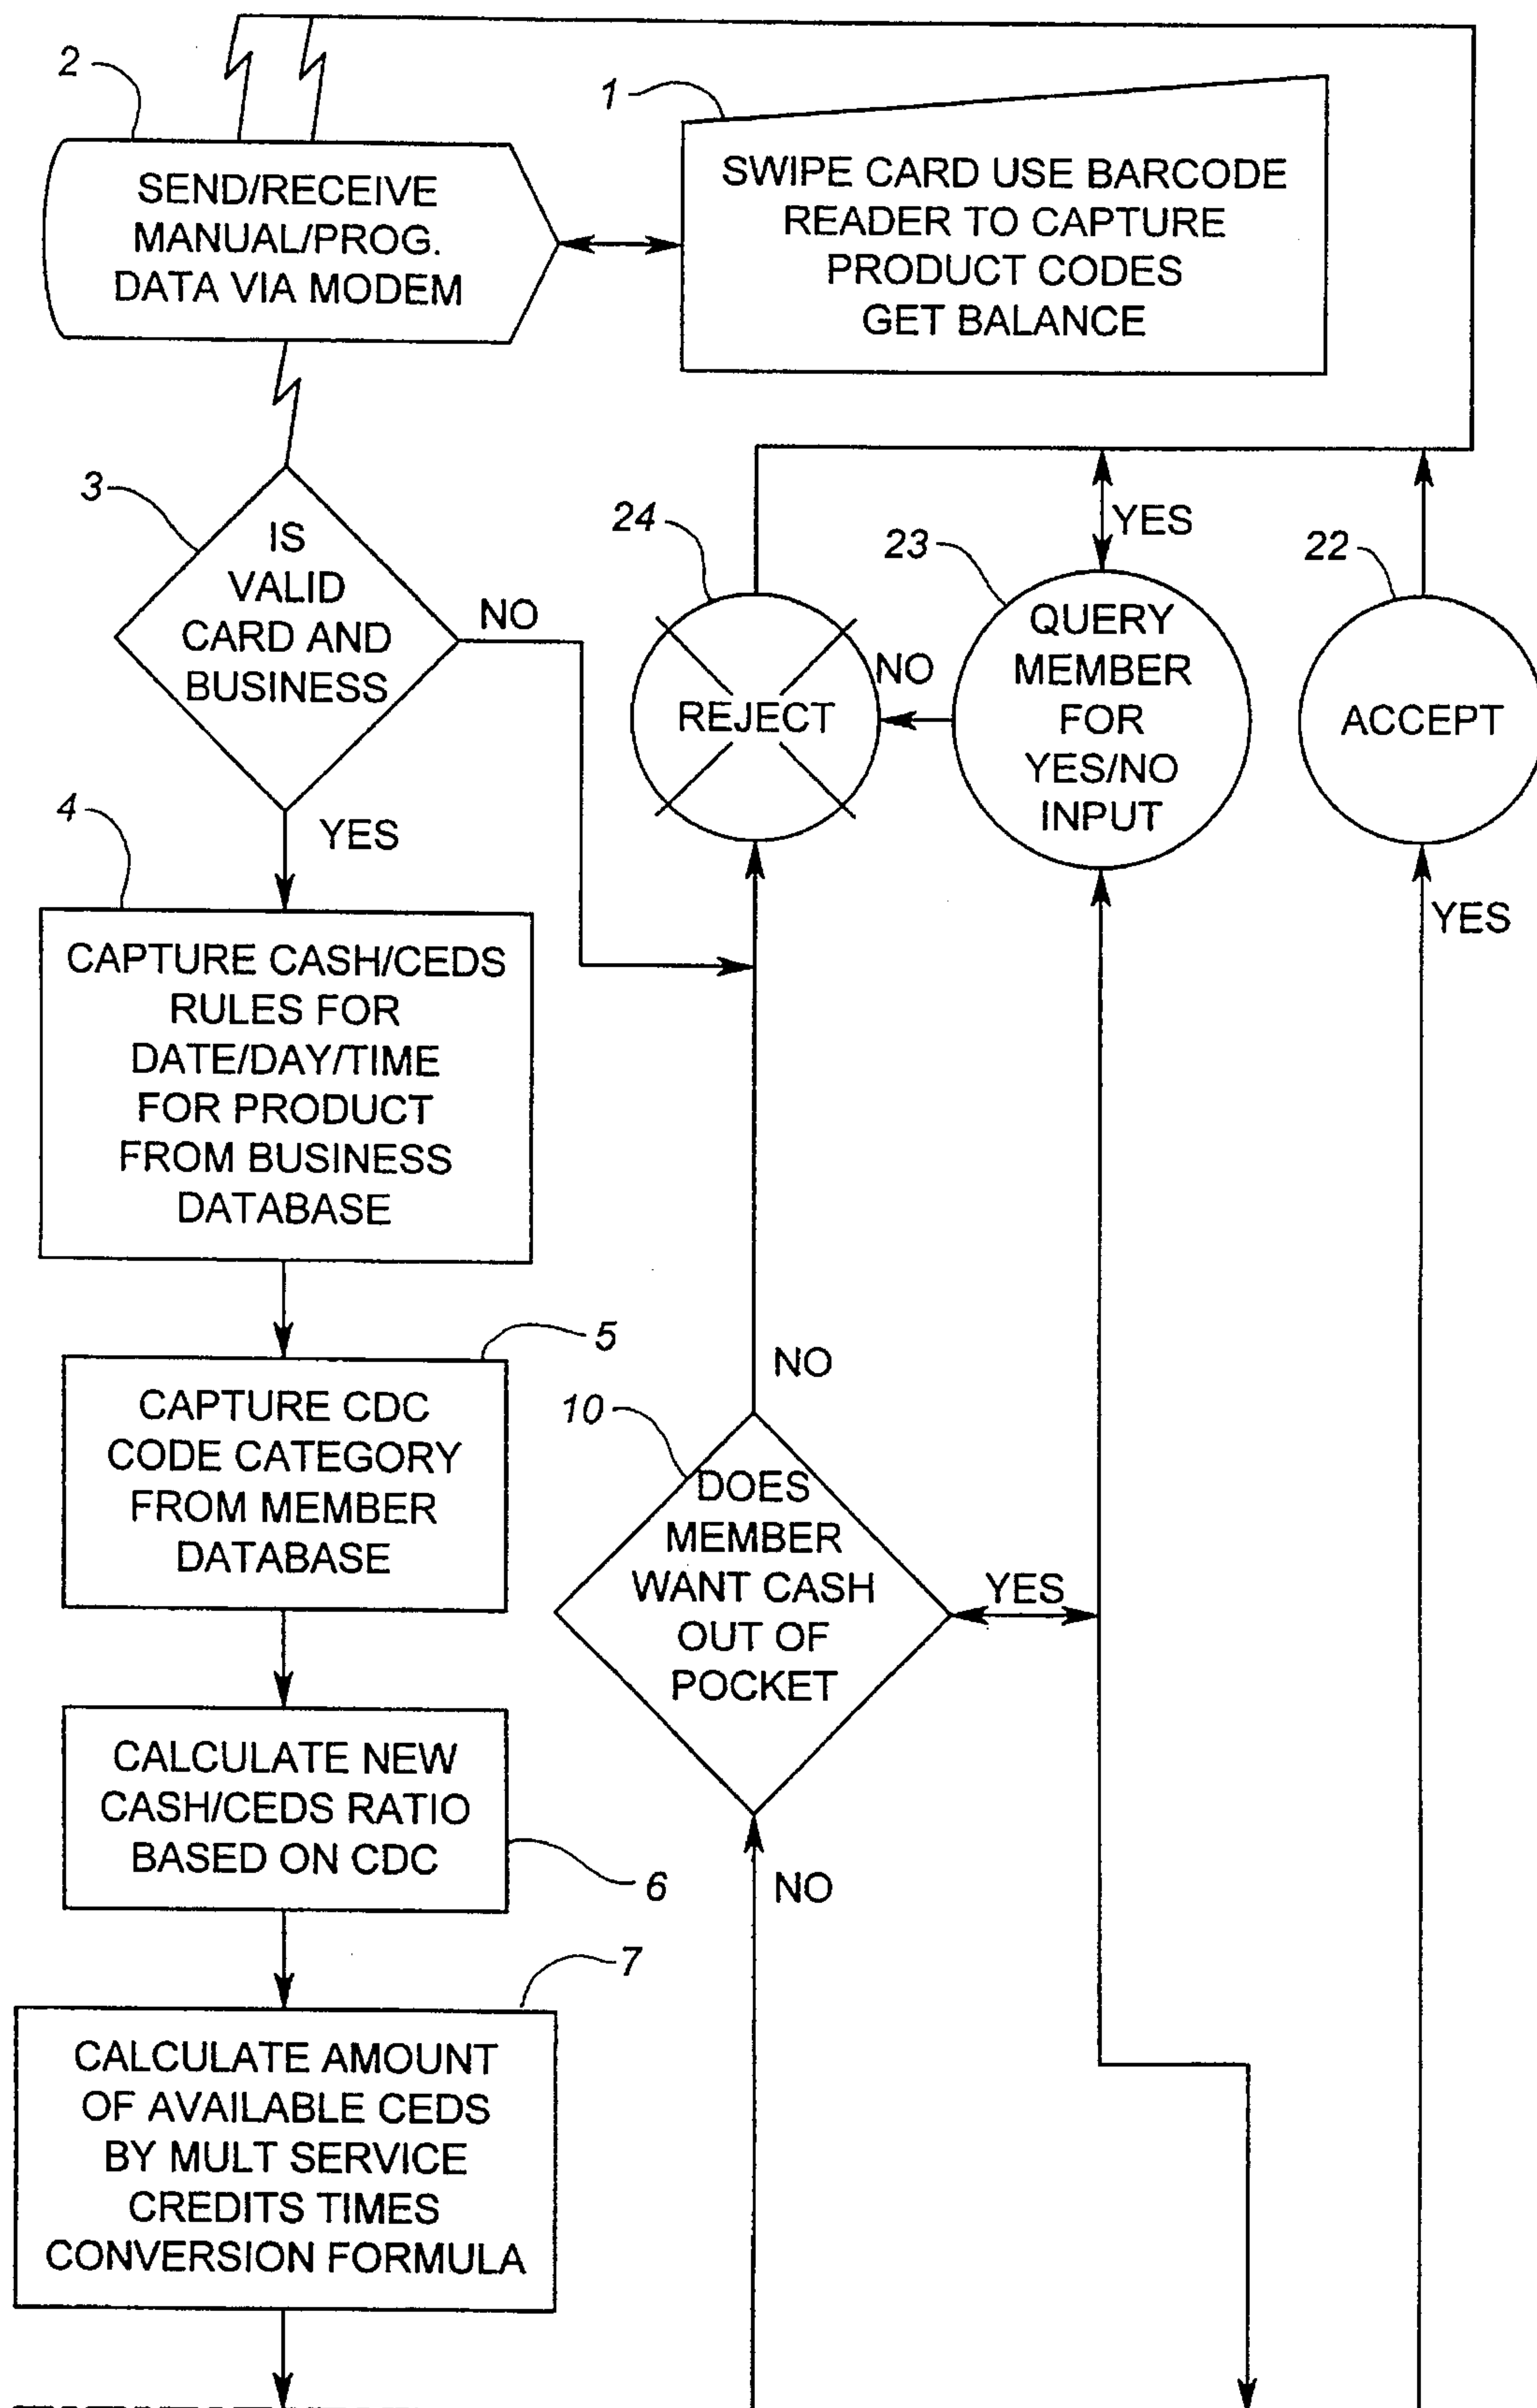 2
1
SEND/RECEIVE
MANUAL/PROG.
DATA VIA MODEM
SWIPE CARD USE BARCODE
READER TO CAPTURE
PRODUCT CODES
GET BALANCE
3
IS
VALID
CARD AND
BUSINESS
NO
YES
24
REJECT
NO
23
YES
QUERY
MEMBER
FOR
YES/NO
INPUT
22
ACCEPT
YES
4
CAPTURE CASH/CEDS
RULES FOR
DATE/DAY/TIME
FOR PRODUCT
FROM BUSINESS
DATABASE
5
CAPTURE CDC
CODE CATEGORY
FROM MEMBER
DATABASE
NO
10
DOES
MEMBER
WANT CASH
OUT OF
POCKET
YES
NO
CALCULATE NEW
CASH/CEDS RATIO
BASED ON CDC
6
7
CALCULATE AMOUNT
OF AVAILABLE CEDS
BY MULT SERVICE
CREDITS TIMES
CONVERSION FORMULA